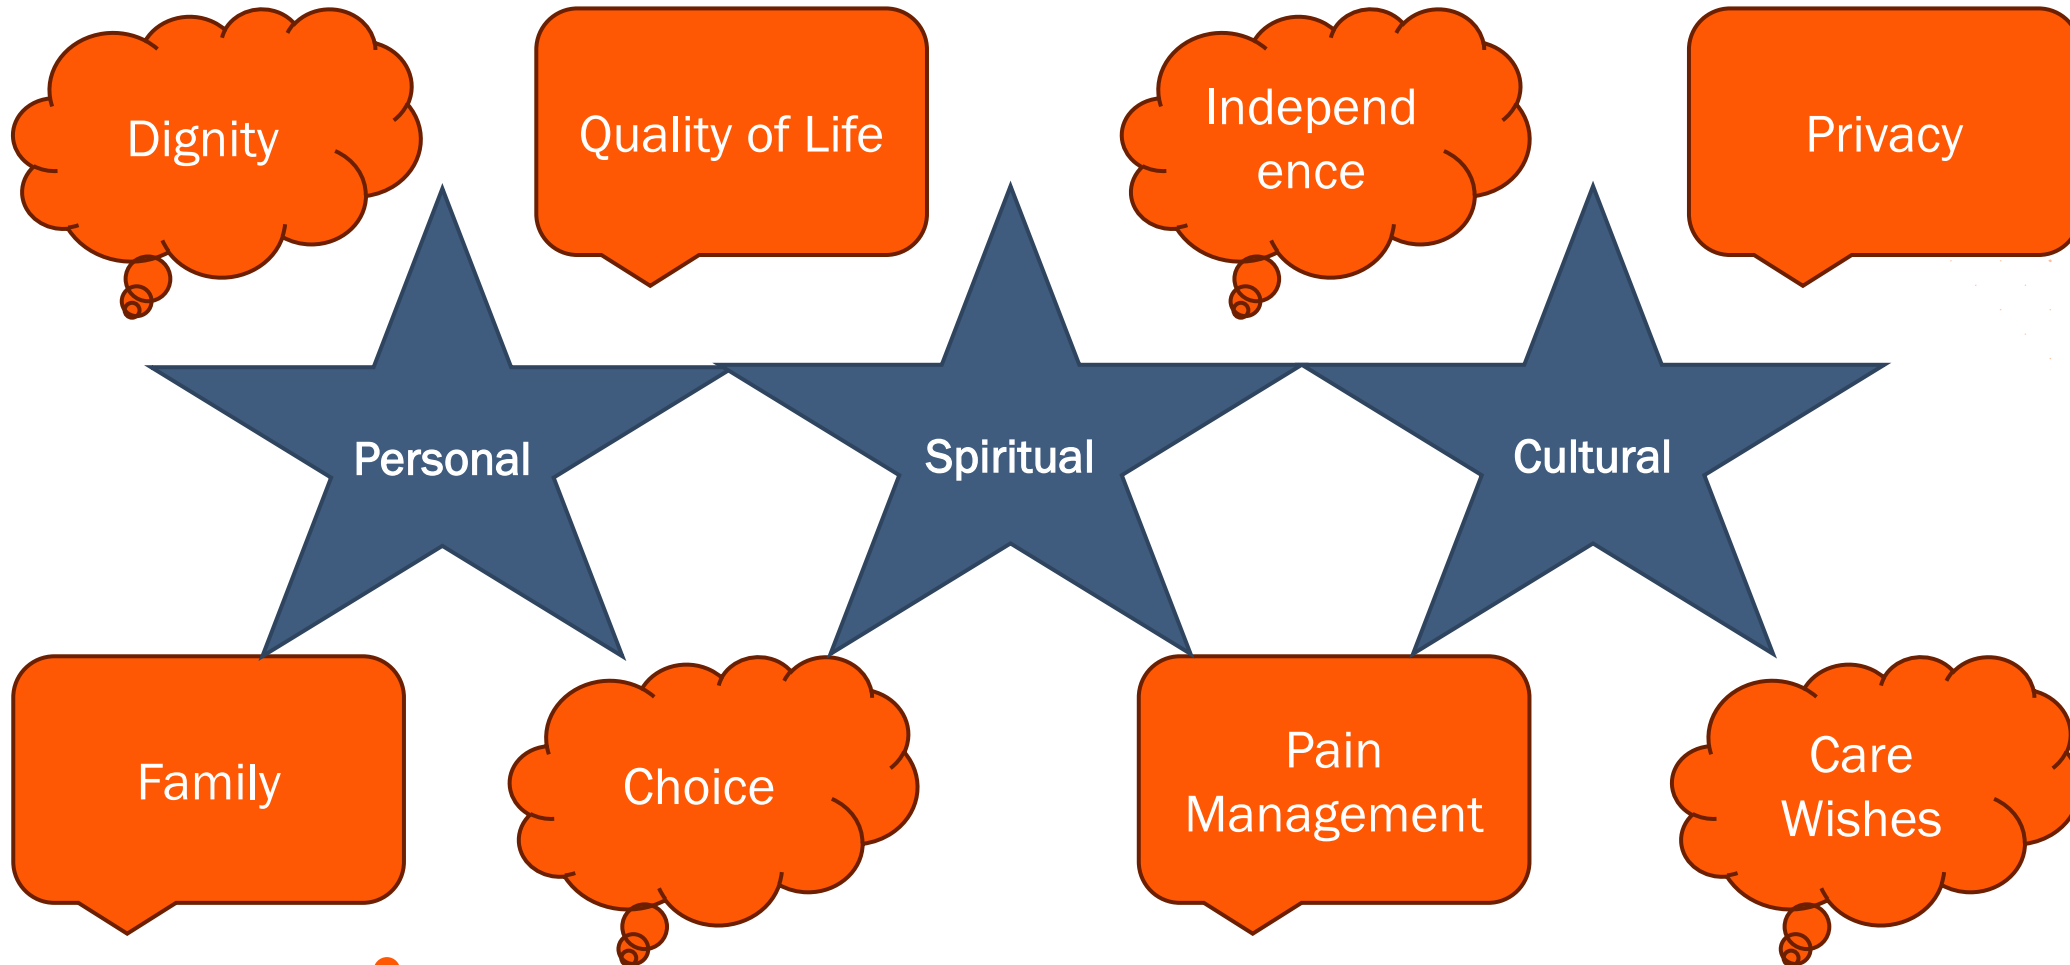 Dignity
Quality of Life
Independ
ence
Privacy
Personal
Spiritual
Cultural
Family
Choice
Pain
Management
Care
Wishes